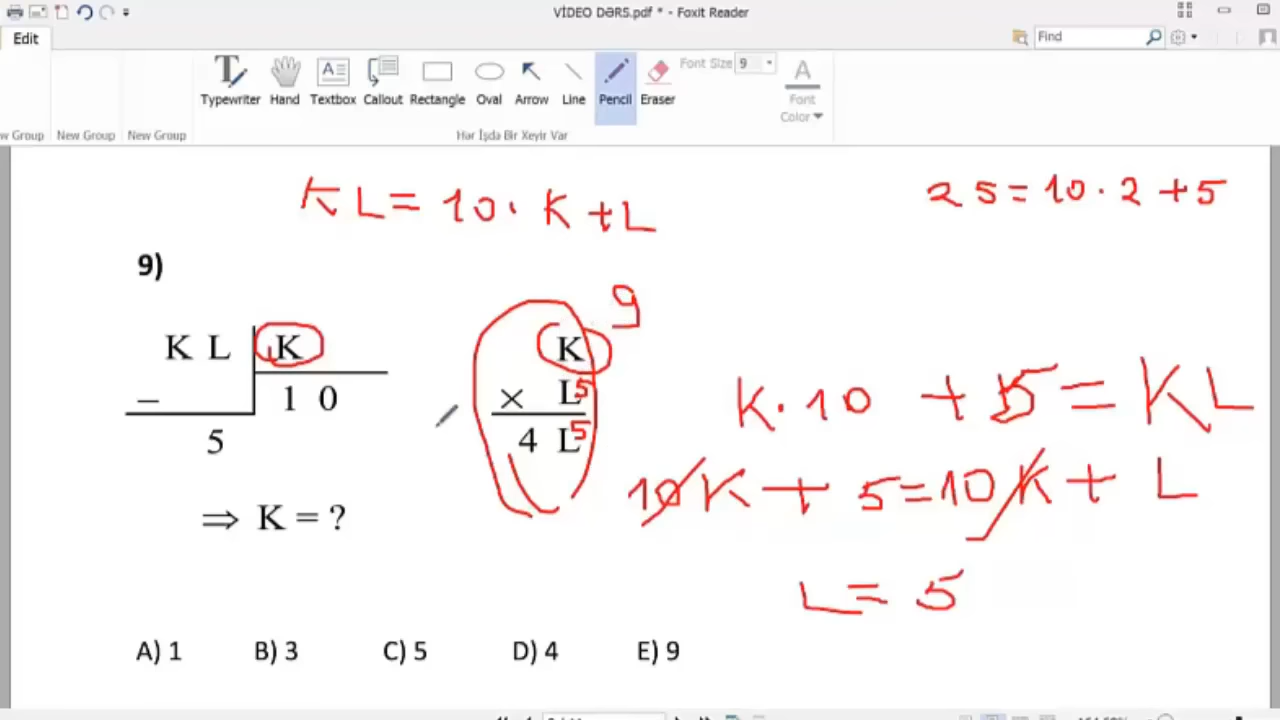 VİDEO DƏRS.pdf * - Foxit Reader
Edit
Find
Typewriter Hand Textbox Callout Rectangle Oval Arrow Line Pencil Eraser
Font Size 9
A
Font Color
New Group New Group
Hər İşdə Bir Xeyir Var
KL = 10 · K + L
25 = 10 · 2 + 5
9)
K L K
– 1 0
5
⇒ K = ?
9
K
× L 5
4 L 5
K · 10 + 5 = KL
10K + 5 = 10K + L
L = 5
A) 1 B) 3 C) 5 D) 4 E) 9